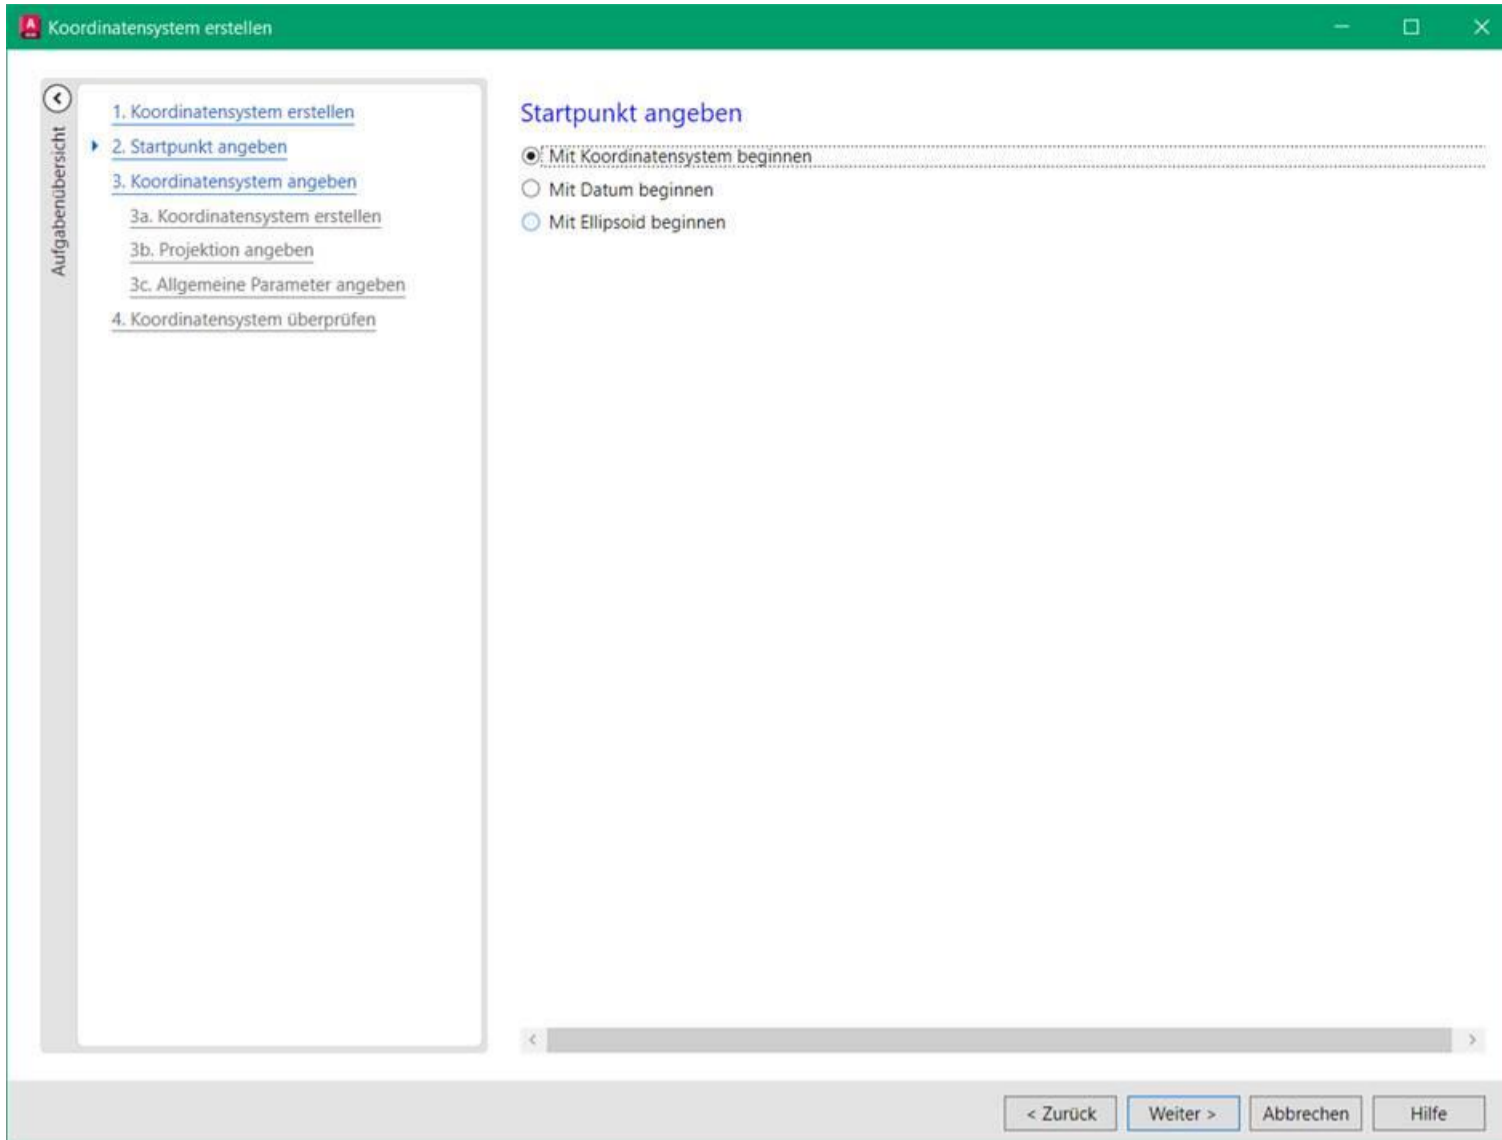 Koordinatensystem erstellen
Aufgabenübersicht
1. Koordinatensystem erstellen
2. Startpunkt angeben
3. Koordinatensystem angeben
3a. Koordinatensystem erstellen
3b. Projektion angeben
3c. Allgemeine Parameter angeben
4. Koordinatensystem überprüfen
Startpunkt angeben
Mit Koordinatensystem beginnen
Mit Datum beginnen
Mit Ellipsoid beginnen
< Zurück
Weiter >
Abbrechen
Hilfe